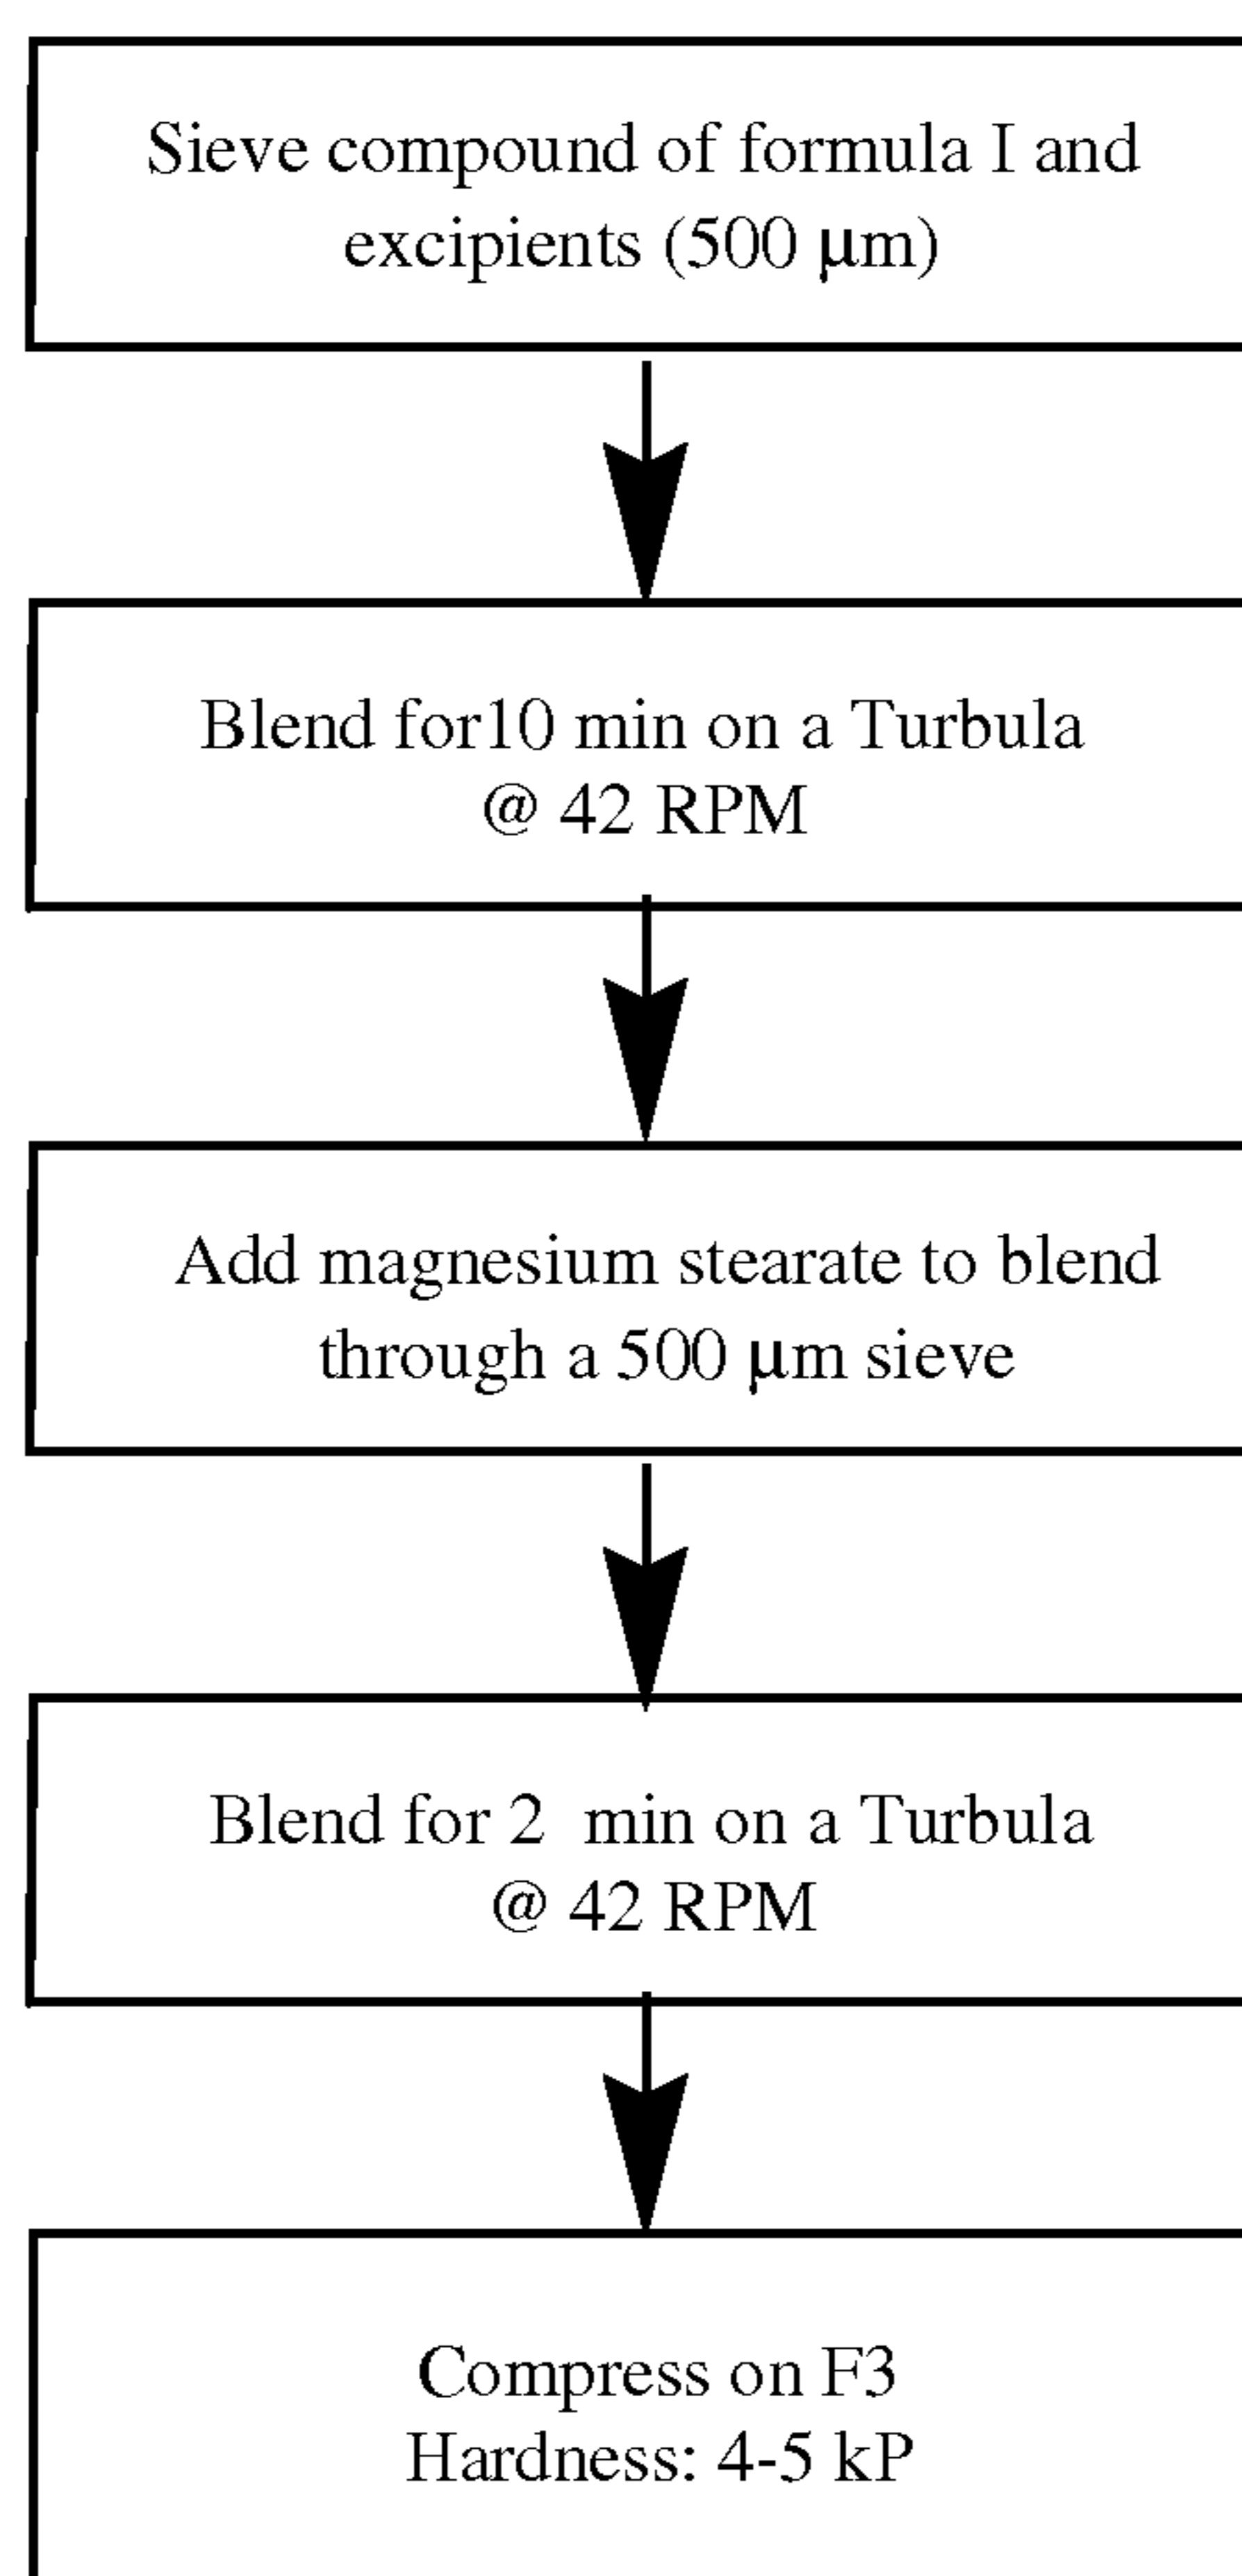 Sieve compound of formula I and
excipients (500 μm)
Blend for10 min on a Turbula
@ 42 RPM
Add magnesium stearate to blend
through a 500 μm sieve
Blend for 2  min on a Turbula
@ 42 RPM
Compress on F3
Hardness: 4-5 kP